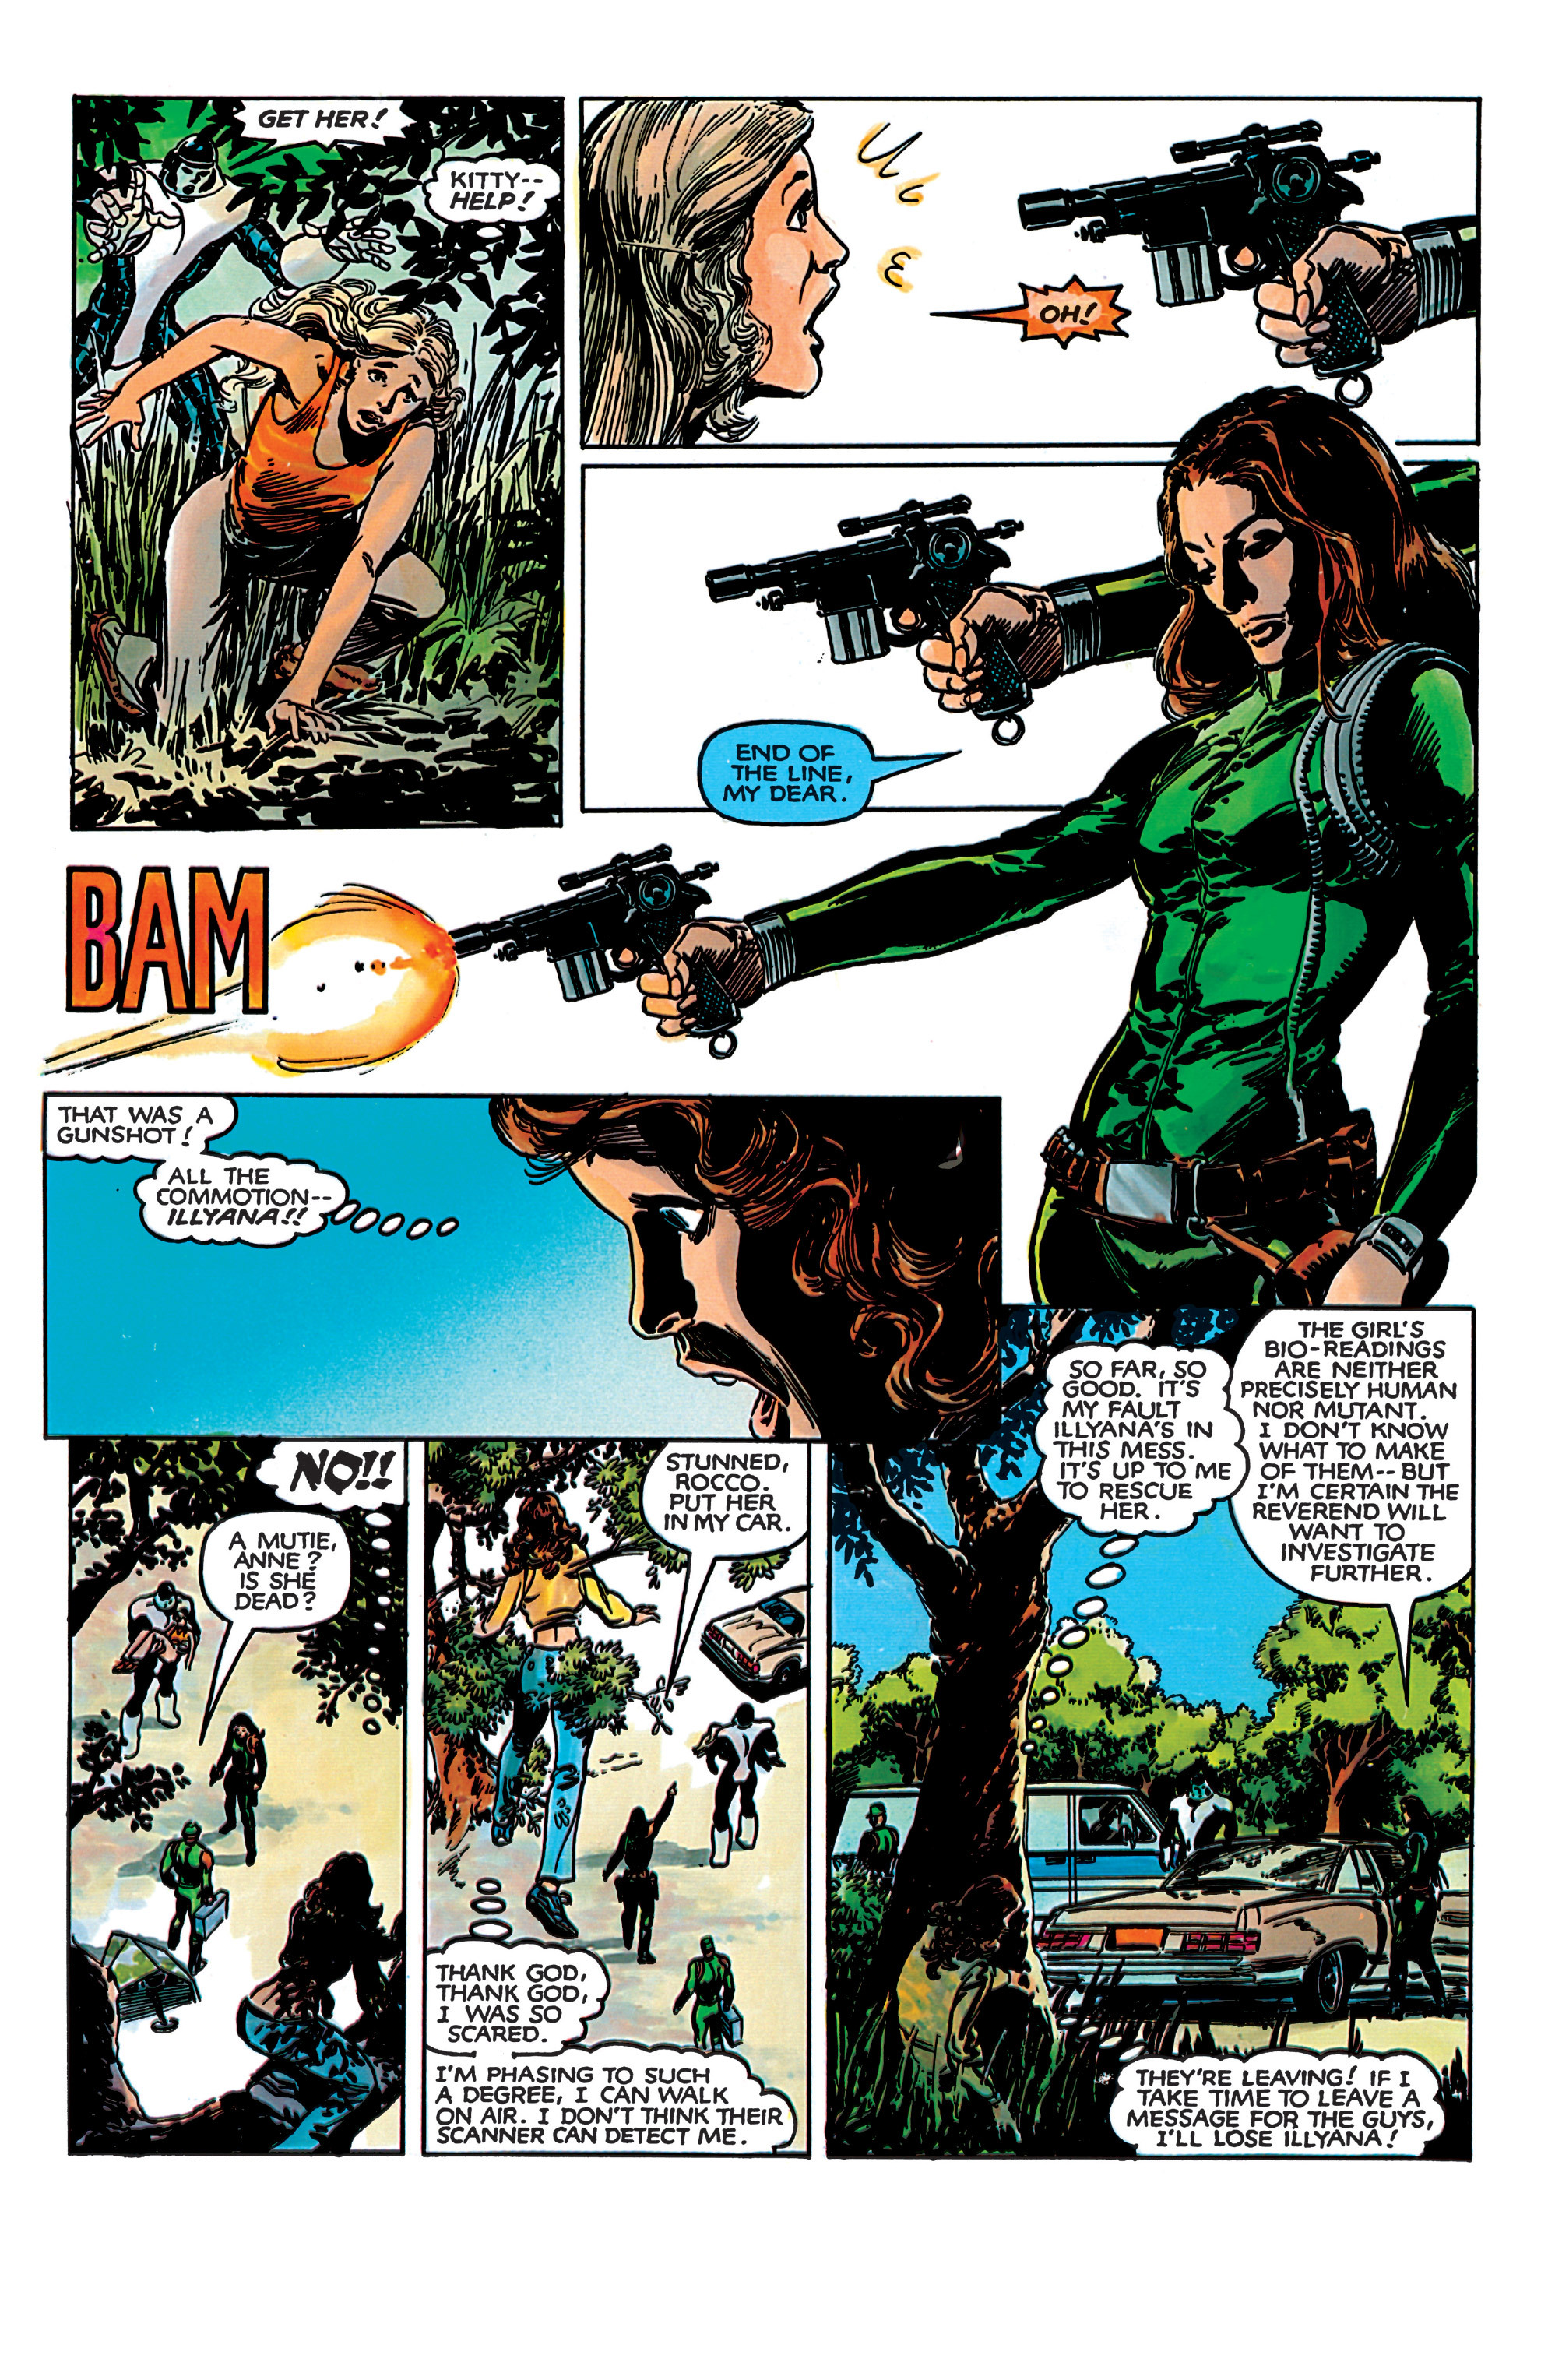 GET HER!
KITTY--
HELP!
OH!
END OF
THE LINE,
MY DEAR.
BAM
THAT WAS A
GUNSHOT!
ALL THE
COMMOTION--
ILLYANA!!
NO!!
A MUTIE,
ANNE?
IS SHE
DEAD?
STUNNED,
ROCCO.
PUT HER
IN MY CAR.
THANK GOD,
THANK GOD,
I WAS SO
SCARED.
I'M PHASING TO SUCH
A DEGREE, I CAN WALK
ON AIR. I DON'T THINK THEIR
SCANNER CAN DETECT ME.
SO FAR, SO
GOOD. IT'S
MY FAULT
ILLYANA'S IN
THIS MESS.
IT'S UP TO ME
TO RESCUE
HER.
THE GIRL'S
BIO-READINGS
ARE NEITHER
PRECISELY HUMAN
NOR MUTANT.
I DON'T KNOW
WHAT TO MAKE
OF THEM-- BUT
I'M CERTAIN THE
REVEREND WILL
WANT TO
INVESTIGATE
FURTHER.
THEY'RE LEAVING! IF I
TAKE TIME TO LEAVE A
MESSAGE FOR THE GUYS,
I'LL LOSE ILLYANA!